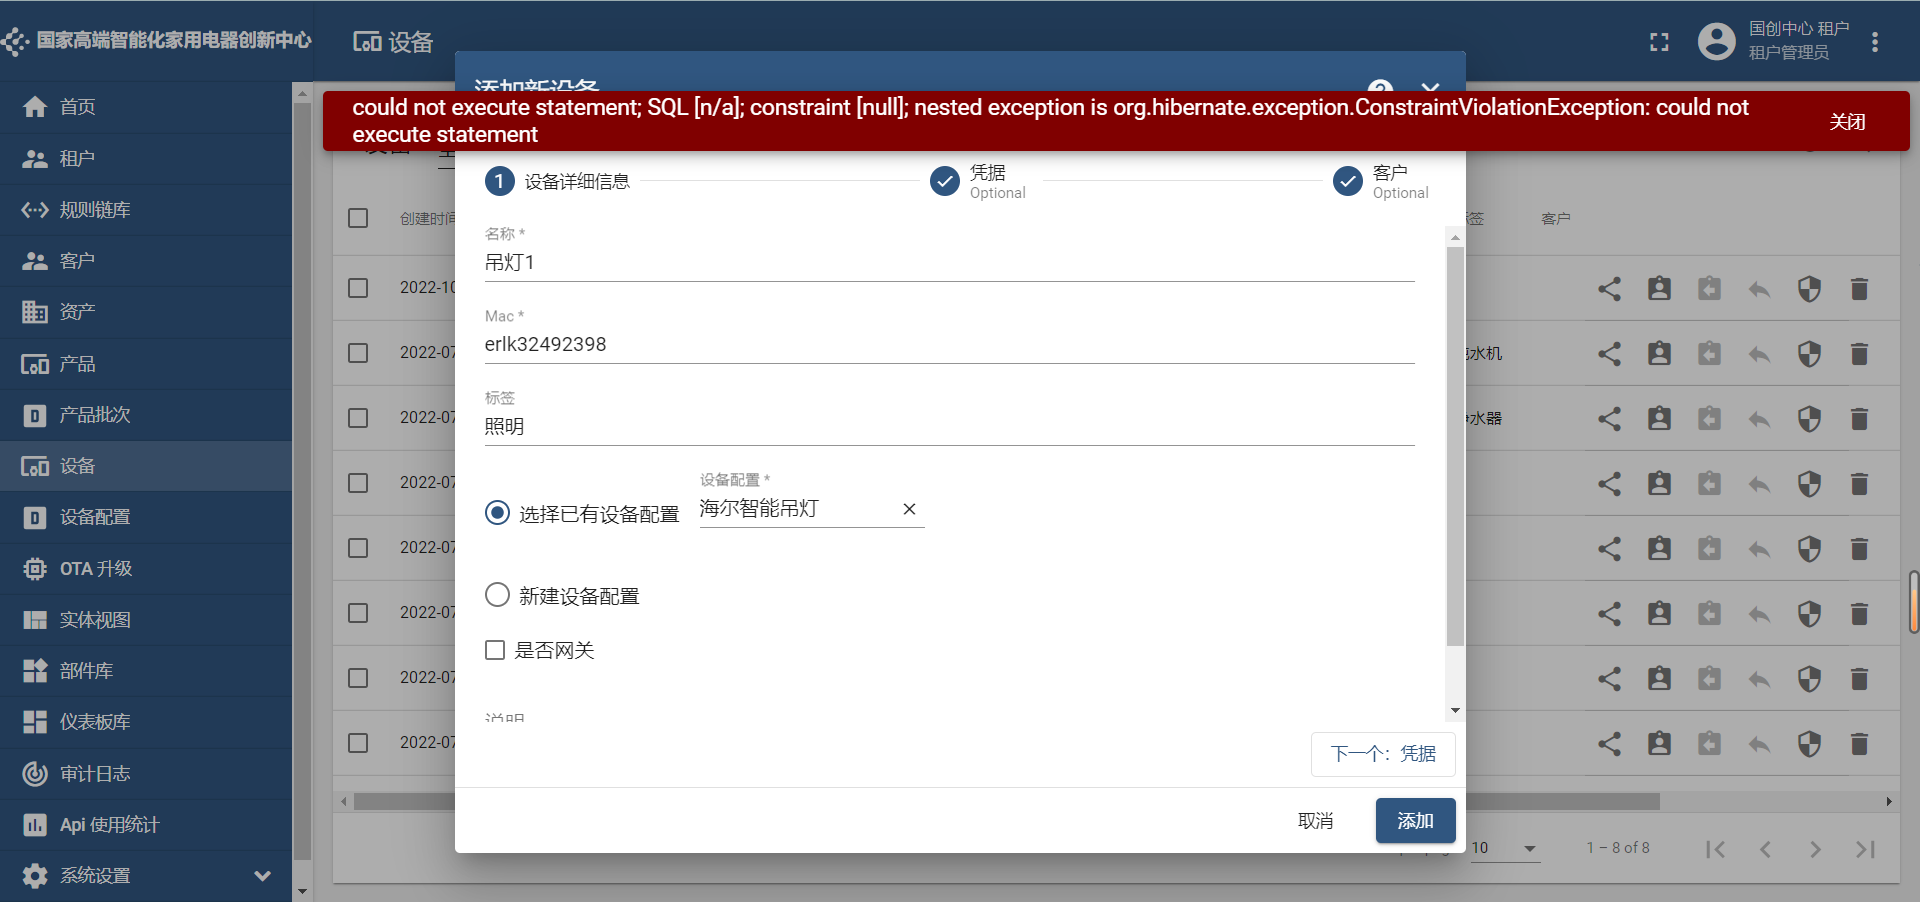 国家高端智能化家用电器创新中心
设备
国创中心 租户
租户管理员
首页
租户
规则链库
客户
资产
产品
产品批次
设备
设备配置
OTA 升级
实体视图
部件库
仪表板库
审计日志
Api 使用统计
系统设置
添加新设备
could not execute statement; SQL [n/a]; constraint [null]; nested exception is org.hibernate.exception.ConstraintViolationException: could not
execute statement
关闭
1 设备详细信息
凭据
Optional
客户
Optional
名称 *
吊灯1
Mac *
erlk32492398
标签
照明
选择已有设备配置
设备配置 *
海尔智能吊灯
新建设备配置
是否网关
说明
下一个：凭据
取消
添加
创建时间
签
客户
2022-10
2022-07
水机
2022-07
水器
2022-07
2022-07
2022-07
2022-07
2022-07
10
1 – 8 of 8